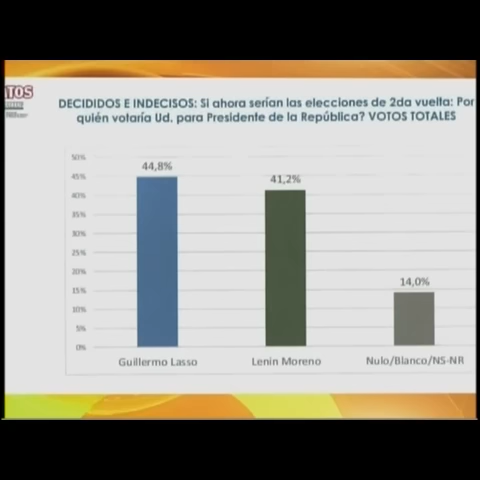 TOS
DECIDIDOS E INDECISOS: Si ahora serían las elecciones de 2da vuelta: Por
quién votaría Ud. para Presidente de la República? VOTOS TOTALES
50%
45%
40%
35%
30%
25%
20%
15%
10%
5%
0%
44,8%
41,2%
14,0%
Guillermo Lasso
Lenin Moreno
Nulo/Blanco/NS-NR